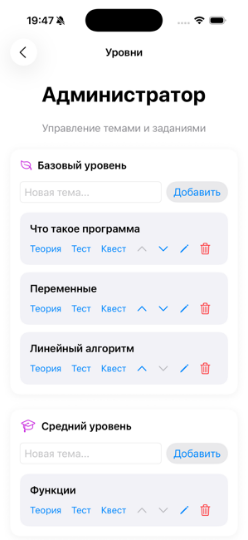 19:47
Уровни
Администратор
Управление темами и заданиями
Базовый уровень
Новая тема...
Добавить
Что такое программа
Теория Тест Квест
Переменные
Теория Тест Квест
Линейный алгоритм
Теория Тест Квест
Средний уровень
Новая тема...
Добавить
Функции
Теория Тест Квест